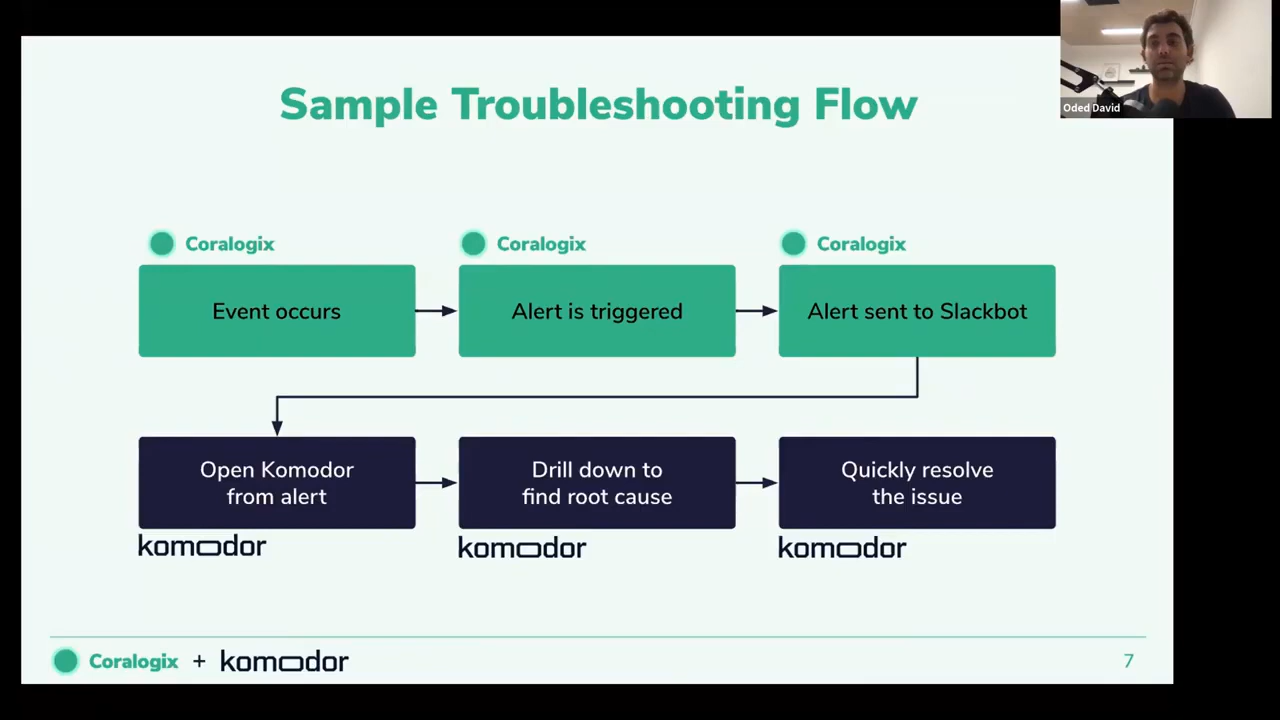 Oded David
Sample Troubleshooting Flow
Coralogix
Coralogix
Coralogix
Event occurs
Alert is triggered
Alert sent to Slackbot
Open Komodor
from alert
Drill down to
find root cause
Quickly resolve
the issue
komodor
komodor
komodor
Coralogix + komodor
7